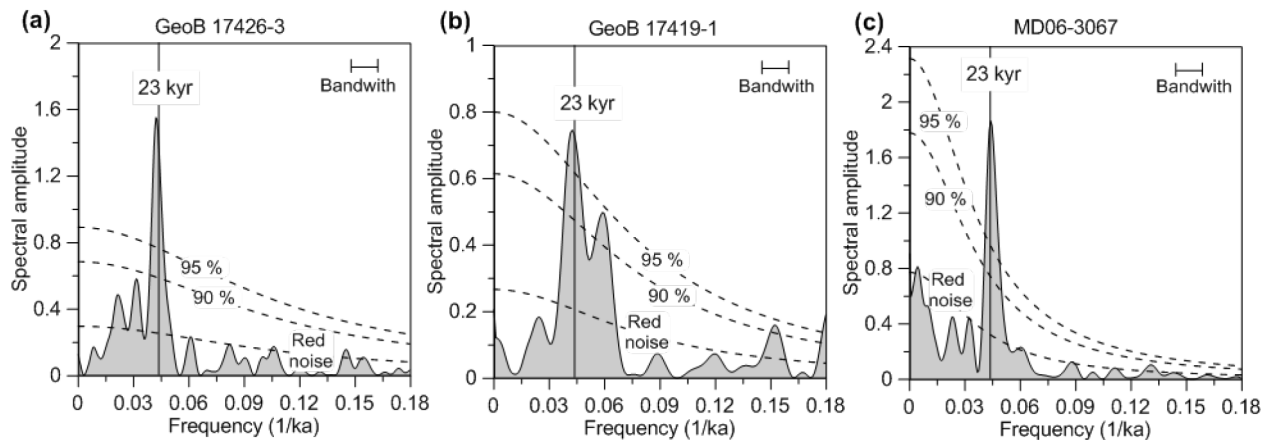 (a)
GeoB 17426-3
2
1.6
1.2
0.8
0.4
0
Spectral amplitude
23 kyr
Bandwith
95 %
90 %
Red
noise
0 0.03 0.06 0.09 0.12 0.15 0.18
Frequency (1/ka)
(b)
GeoB 17419-1
1
0.8
0.6
0.4
0.2
0
Spectral amplitude
23 kyr
Bandwith
95 %
90 %
Red
noise
0 0.03 0.06 0.09 0.12 0.15 0.18
Frequency (1/ka)
(c)
MD06-3067
2.4
2
1.6
1.2
0.8
0.4
0
Spectral amplitude
23 kyr
Bandwith
95 %
90 %
Red
noise
0 0.03 0.06 0.09 0.12 0.15 0.18
Frequency (1/ka)